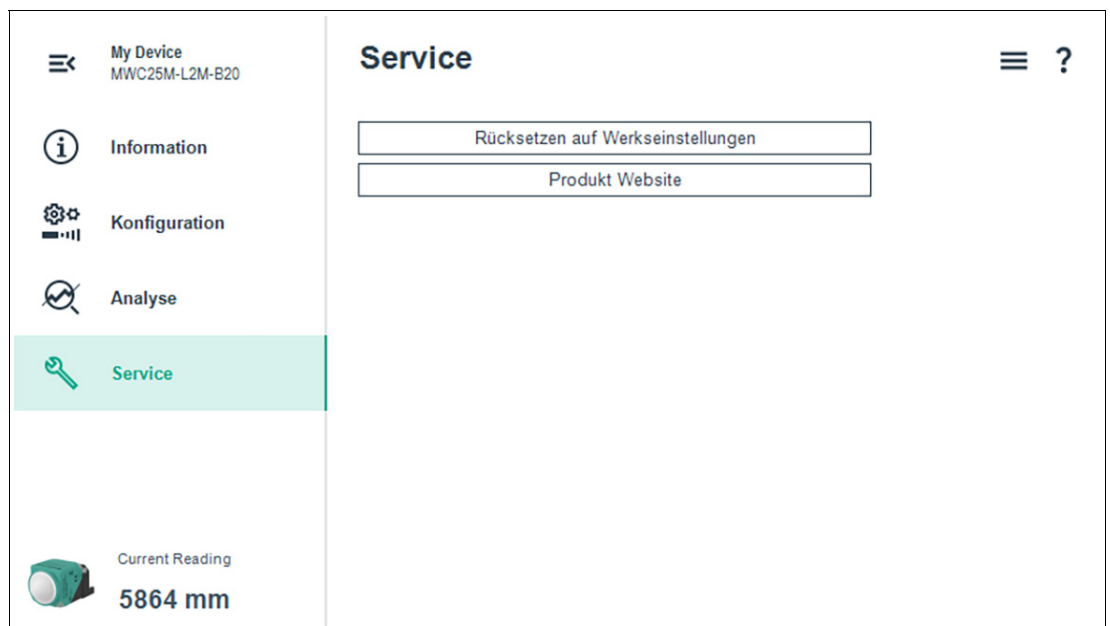 My Device
MWC25M-L2M-B20
Information
Konfiguration
Analyse
Service
Current Reading
5864 mm
Service
?
Rücksetzen auf Werkseinstellungen
Produkt Website